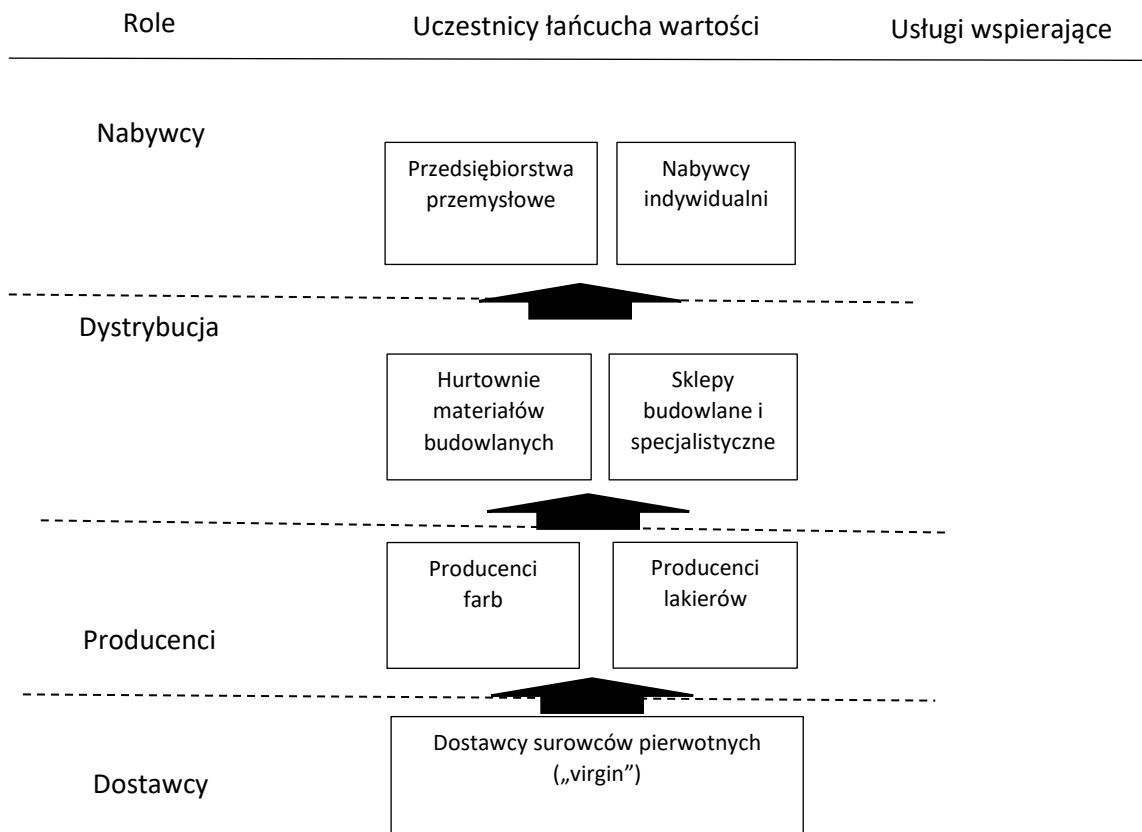 Role
Uczestnicy łańcucha wartości
Usługi wspierające
Nabywcy
Przedsiębiorstwa
przemysłowe
Nabywcy
indywidualni
Dystrybucja
Hurtownie
materiałów
budowlanych
Sklepy
budowlane i
specjalistyczne
Producenci
Producenci
farb
Producenci
lakierów
Dostawcy
Dostawcy surowców pierwotnych
(„virgin”)